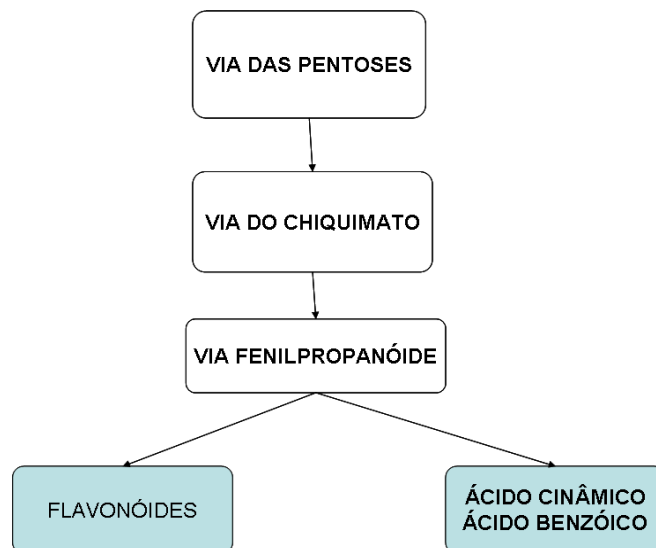 VIA DAS PENTOSES
VIA DO CHIQUIMATO
VIA FENILPROPANÓIDE
FLAVONÓIDES
ÁCIDO CINÂMICO
ÁCIDO BENZÓICO